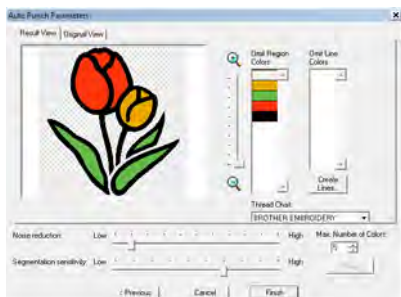 Auto Punch Parameters
Result View Original View
Omit Region Colors Omit Line Colors
Create Lines...
Thread Chart:
BROTHER EMBROIDERY
Noise reduction: Low High Max. Number of Colors:
5
Segmentation sensitivity: Low High
< Previous Cancel Finish